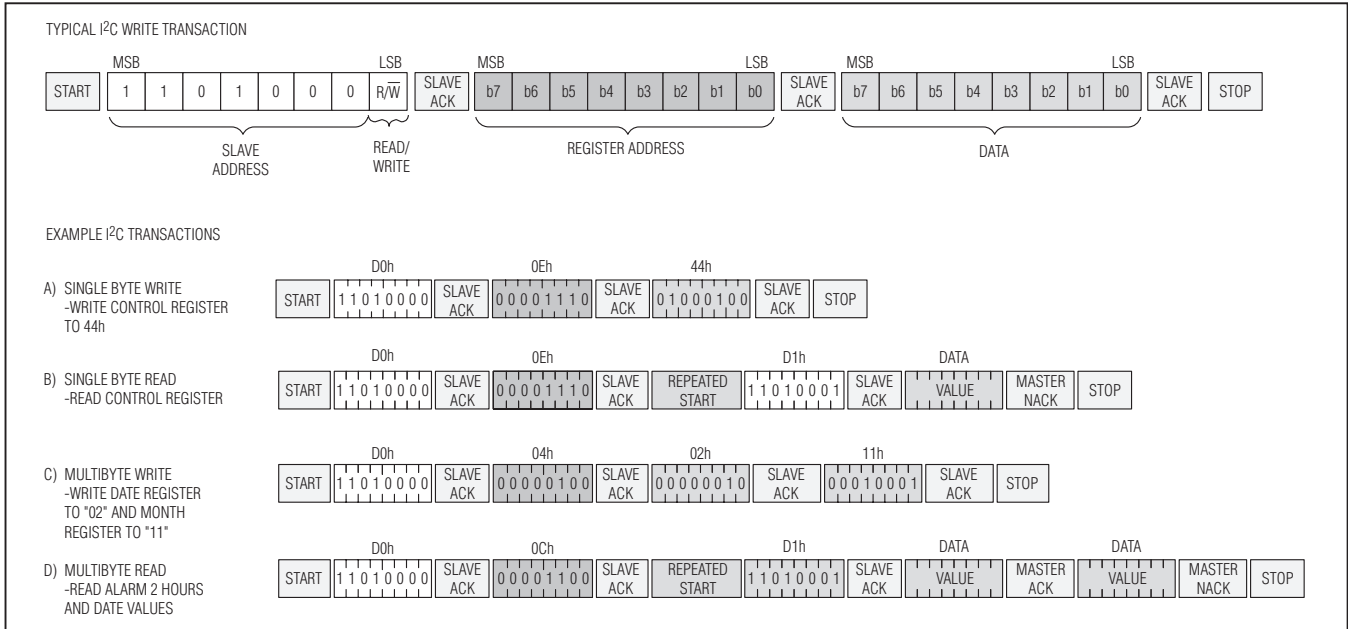 TYPICAL I2C WRITE TRANSACTION
MSB LSB MSB LSB MSB LSB
START 1 1 0 1 0 0 0 R/W SLAVE ACK b7 b6 b5 b4 b3 b2 b1 b0 SLAVE ACK b7 b6 b5 b4 b3 b2 b1 b0 SLAVE ACK STOP
SLAVE ADDRESS READ/ WRITE REGISTER ADDRESS DATA
EXAMPLE I2C TRANSACTIONS
D0h 0Eh 44h
A) SINGLE BYTE WRITE
-WRITE CONTROL REGISTER
TO 44h
START 11010000 SLAVE ACK 00001110 SLAVE ACK 01000100 SLAVE ACK STOP
D0h 0Eh D1h DATA
B) SINGLE BYTE READ
-READ CONTROL REGISTER
START 11010000 SLAVE ACK 00001110 SLAVE ACK REPEATED START 11010001 SLAVE ACK VALUE MASTER NACK STOP
D0h 04h 02h 11h
C) MULTIBYTE WRITE
-WRITE DATE REGISTER
TO "02" AND MONTH
REGISTER TO "11"
START 11010000 SLAVE ACK 00000100 SLAVE ACK 00000010 SLAVE ACK 00010001 SLAVE ACK STOP
D0h 0Ch D1h DATA DATA
D) MULTIBYTE READ
-READ ALARM 2 HOURS
AND DATE VALUES
START 11010000 SLAVE ACK 00001100 SLAVE ACK REPEATED START 11010001 SLAVE ACK VALUE MASTER ACK VALUE MASTER NACK STOP